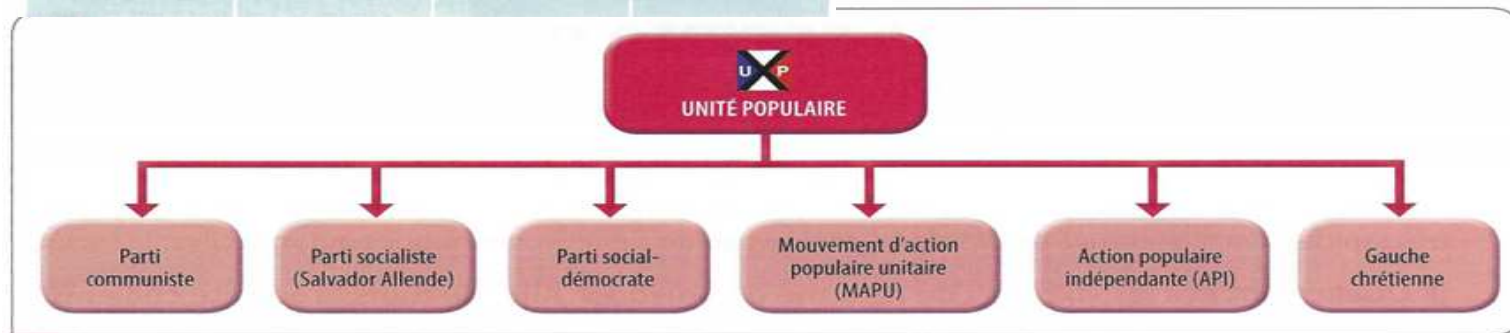 U P
UNITÉ POPULAIRE
Parti
communiste
Parti socialiste
(Salvador Allende)
Parti social-
démocrate
Mouvement d'action
populaire unitaire
(MAPU)
Action populaire
indépendante (API)
Gauche
chrétienne